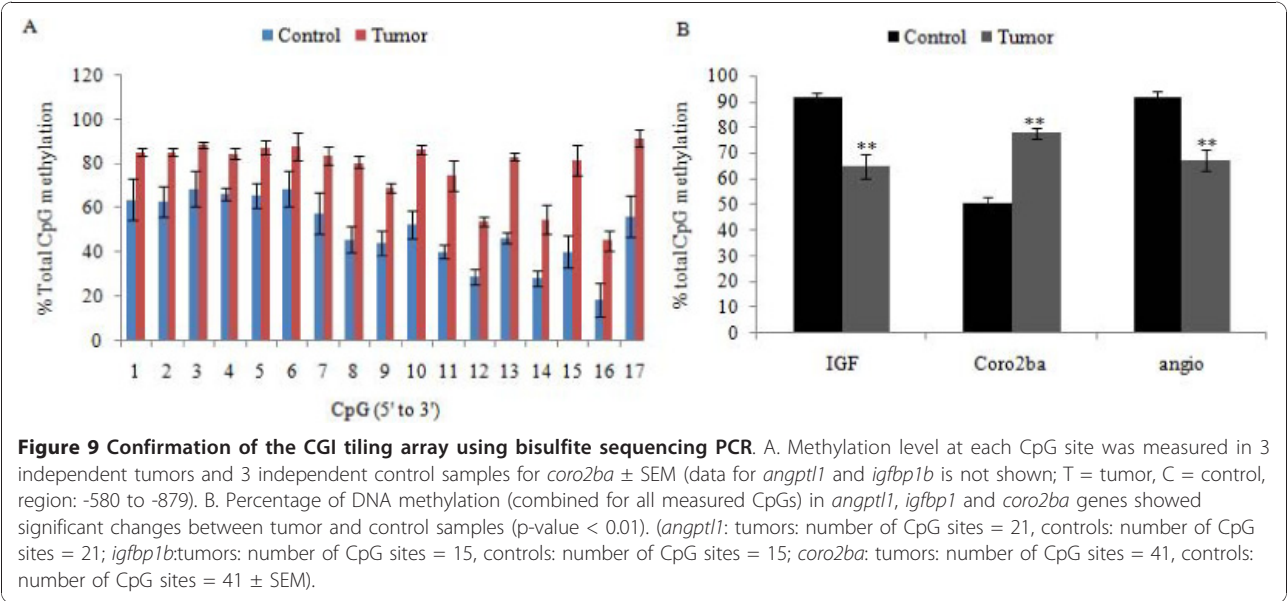 A
Control Tumor
120
100
80
60
40
20
0
% Total CpG methylation
1 2 3 4 5 6 7 8 9 10 11 12 13 14 15 16 17
CpG (5' to 3')
B
Control Tumor
100
90
80
70
60
50
40
30
20
10
0
% total CpG methylation
** ** **
IGF Coro2ba angio
Figure 9 Confirmation of the CGI tiling array using bisulfite sequencing PCR. A. Methylation level at each CpG site was measured in 3
independent tumors and 3 independent control samples for coro2ba ± SEM (data for angptl1 and igfbp1b is not shown; T = tumor, C = control,
region: -580 to -879). B. Percentage of DNA methylation (combined for all measured CpGs) in angptl1, igfbp1 and coro2ba genes showed
significant changes between tumor and control samples (p-value < 0.01). (angptl1: tumors: number of CpG sites = 21, controls: number of CpG
sites = 21; igfbp1b:tumors: number of CpG sites = 15, controls: number of CpG sites = 15; coro2ba: tumors: number of CpG sites = 41, controls:
number of CpG sites = 41 ± SEM).